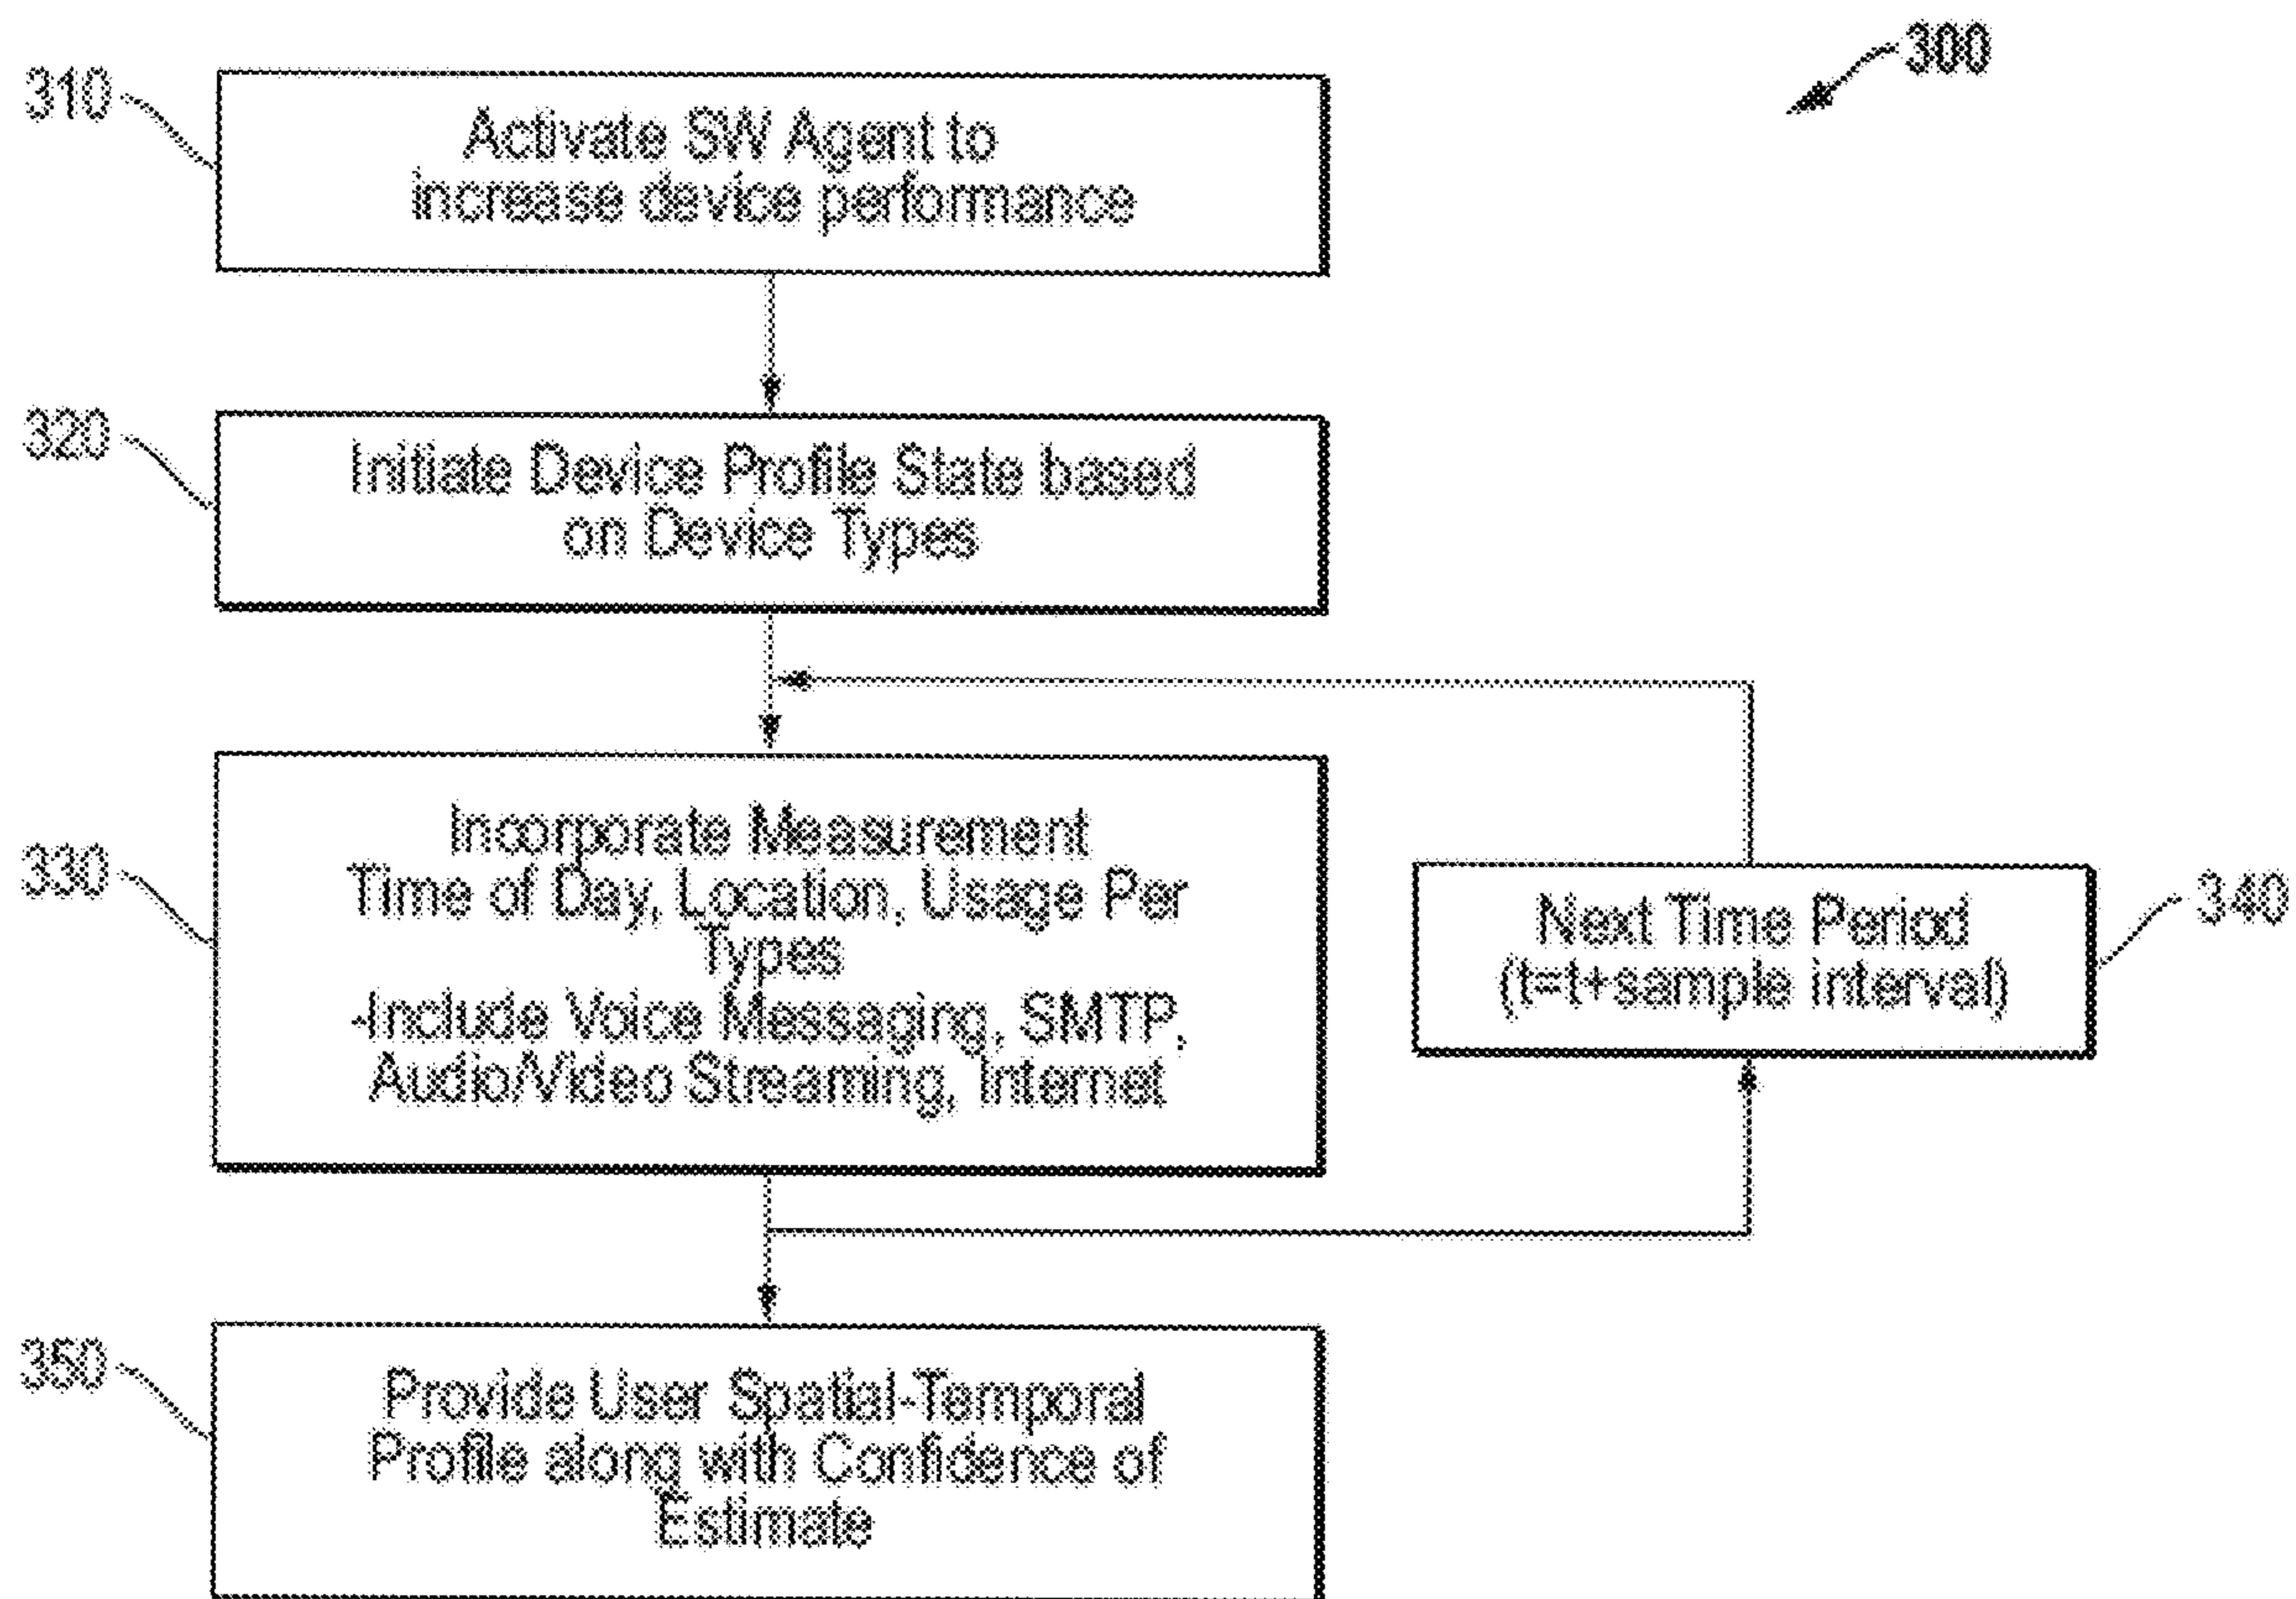 300
310
Activate SW Agent to
increase device performance
320
Initiate Device Profile State based
on Device Types
330
Incorporate Measurement
Time of Day, Location, Usage Per
Types
-Include Voice Messaging, SMTP,
Audio/Video Streaming, Internet
Next Time Period
(t=t+sample interval)
340
350
Provide User Spatial-Temporal
Profile along with Confidence of
Estimate